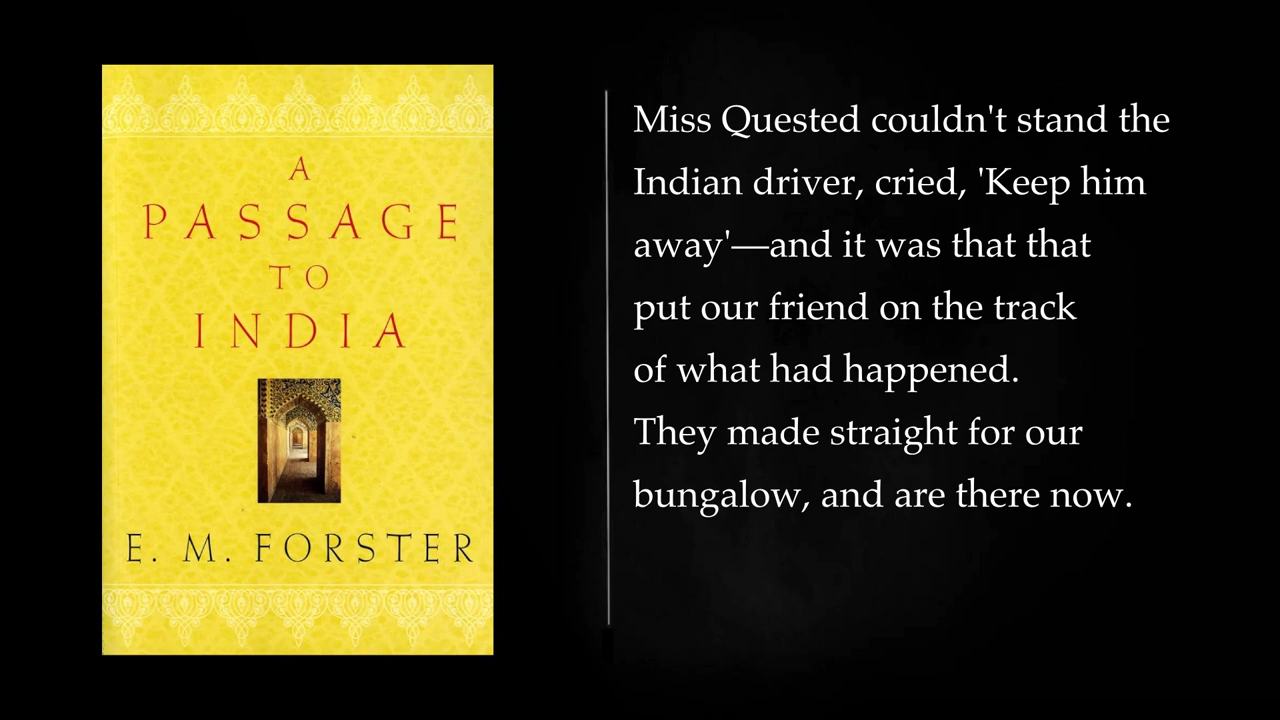 A
PASSAGE
TO
INDIA
E. M. FORSTER
Miss Quested couldn't stand the
Indian driver, cried, 'Keep him
away'—and it was that that
put our friend on the track
of what had happened.
They made straight for our
bungalow, and are there now.